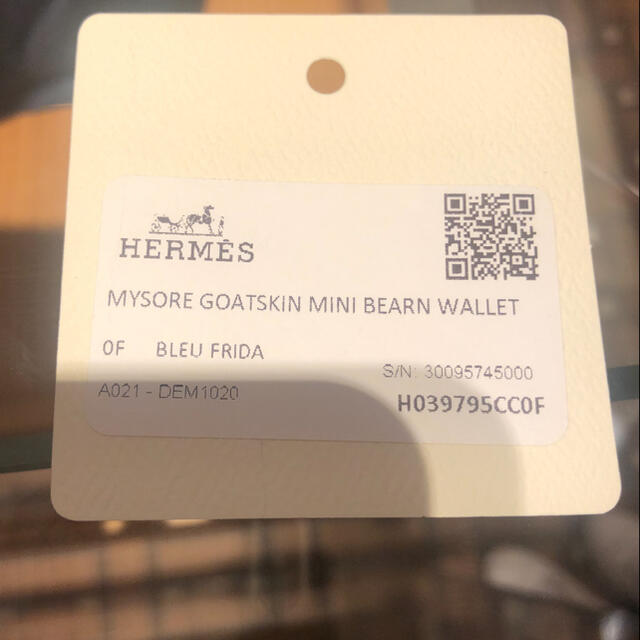 HERMÈS
MYSORE GOATSKIN MINI BEARN WALLET
0F BLEU FRIDA
S/N: 30095745000
A021 - DEM1020
H039795CC0F